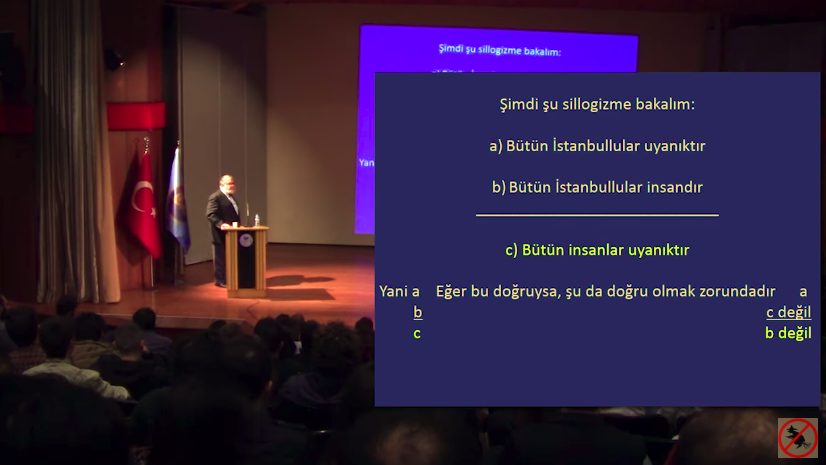 Şimdi şu sillogizme bakalım:
Yani
Şimdi şu sillogizme bakalım:
a) Bütün İstanbullular uyanıktır
b) Bütün İstanbullular insandır
c) Bütün insanlar uyanıktır
Yani a Eğer bu doğruysa, şu da doğru olmak zorundadır a
b c değil
c b değil